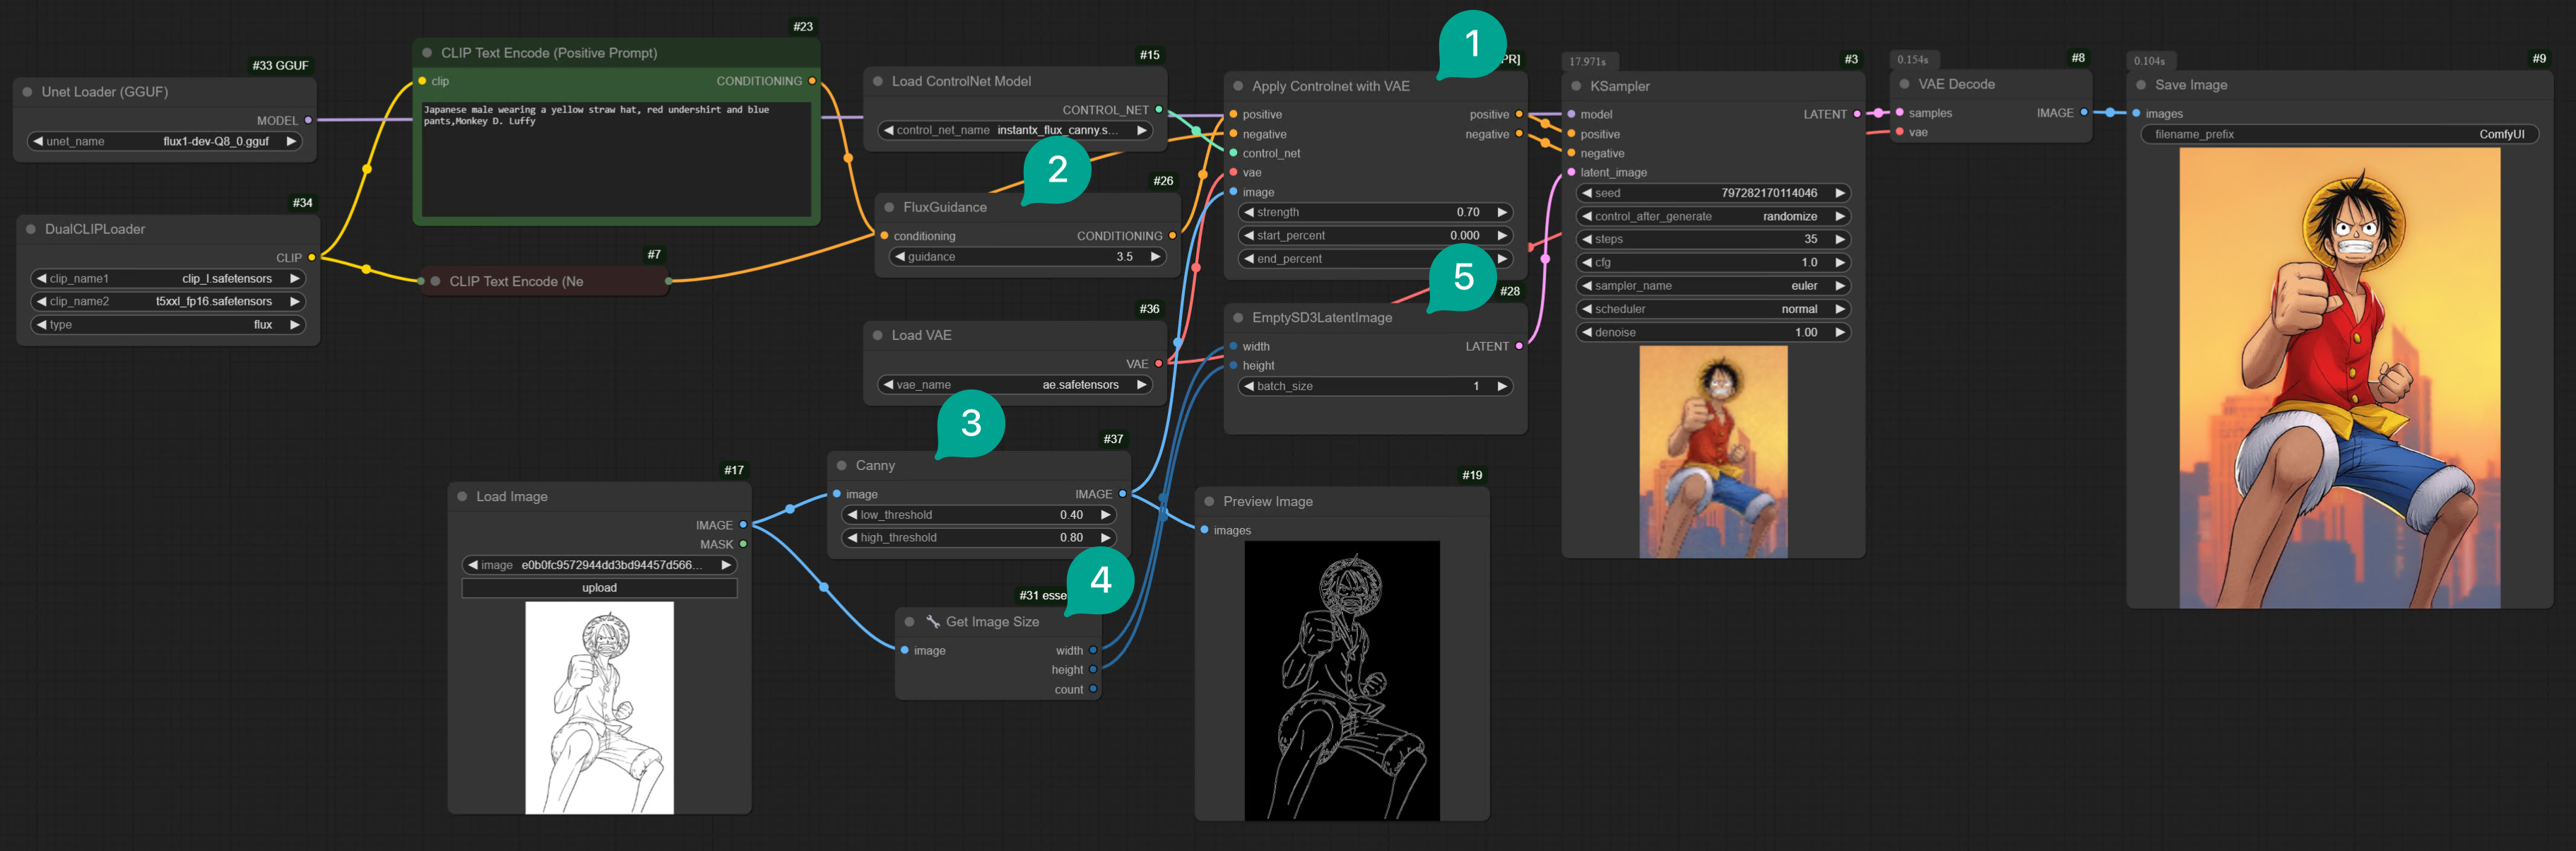 #33 GGUF
Unet Loader (GGUF)
MODEL
unet_name flux1-dev-Q8_0.gguf
#34
DualCLIPLoader
CLIP
clip_name1 clip_l.safetensors
clip_name2 t5xxl_fp16.safetensors
type flux
#23
CLIP Text Encode (Positive Prompt)
clip CONDITIONING
Japanese male wearing a yellow straw hat, red undershirt and blue
pants,Monkey D. Luffy
#7
CLIP Text Encode (Ne
#15
Load ControlNet Model
CONTROL_NET
control_net_name instantx_flux_canny.s...
2
#26
FluxGuidance
conditioning CONDITIONING
guidance 3.5
#36
Load VAE
VAE
vae_name ae.safetensors
3
#37
Canny
image IMAGE
low_threshold 0.40
high_threshold 0.80
#17
Load Image
IMAGE
MASK
image e0b0fc9572944dd3bd94457d566...
upload
4
#31 esse
Get Image Size
image width
height
count
1
PR]
Apply Controlnet with VAE
positive positive
negative negative
control_net
vae
image
strength 0.70
start_percent 0.000
end_percent
5
#28
EmptySD3LatentImage
width LATENT
height
batch_size 1
#19
Preview Image
images
17.971s
#3
KSampler
model LATENT
positive
negative
latent_image
seed 797282170114046
control_after_generate randomize
steps 35
cfg 1.0
sampler_name euler
scheduler normal
denoise 1.00
0.154s
#8
VAE Decode
samples IMAGE
vae
0.104s
#9
Save Image
images
filename_prefix ComfyUI